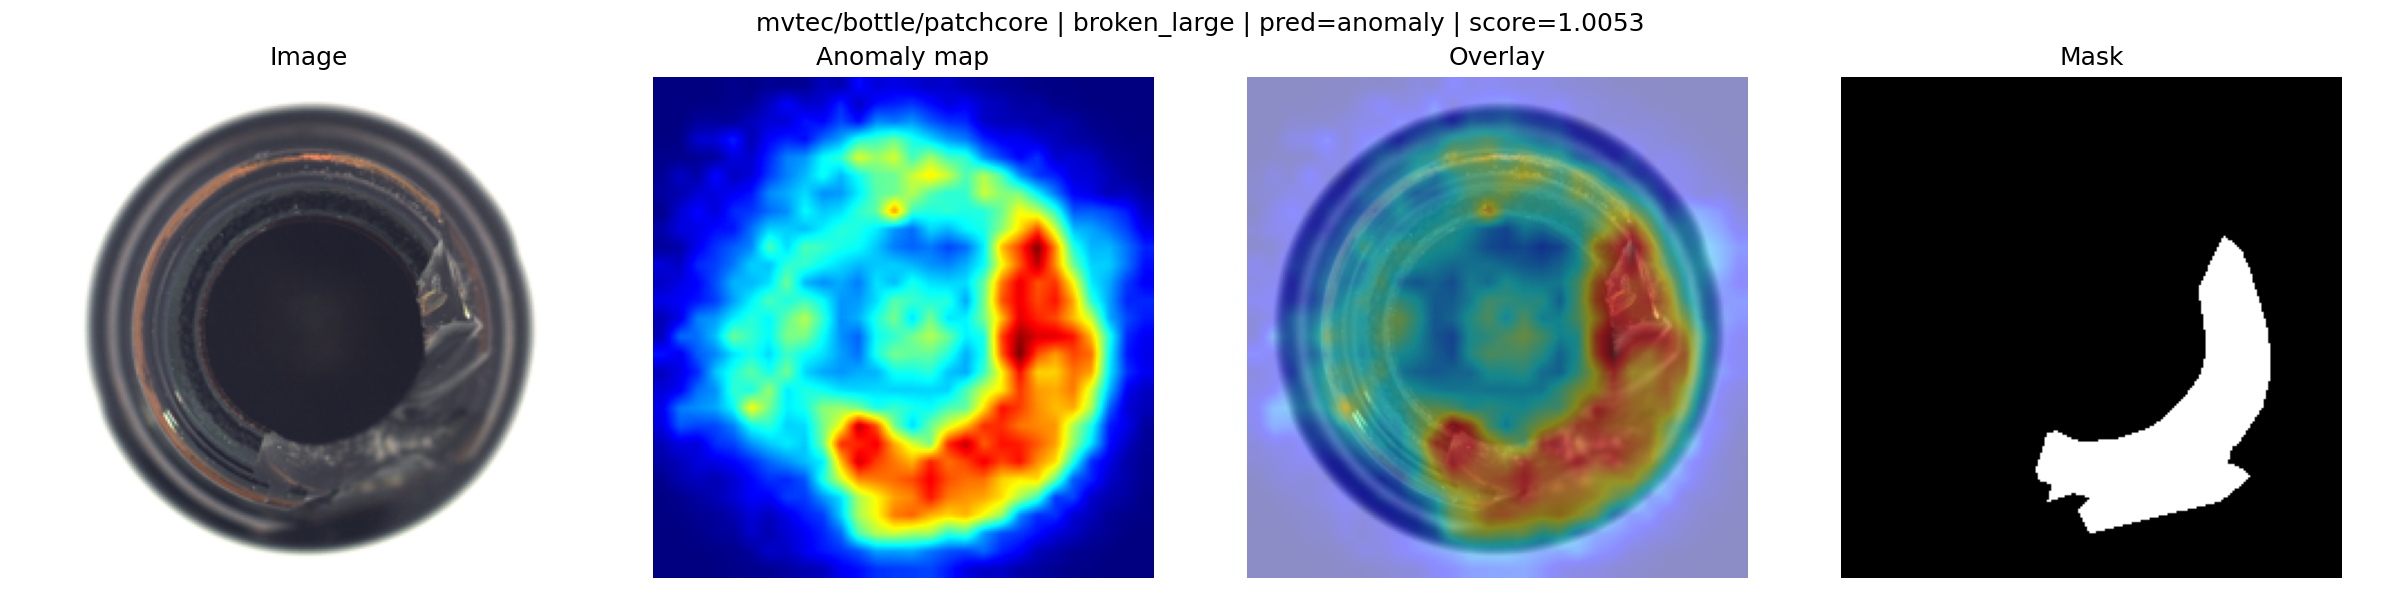 mvtec/bottle/patchcore | broken_large | pred=anomaly | score=1.0053
Image
Anomaly map
Overlay
Mask